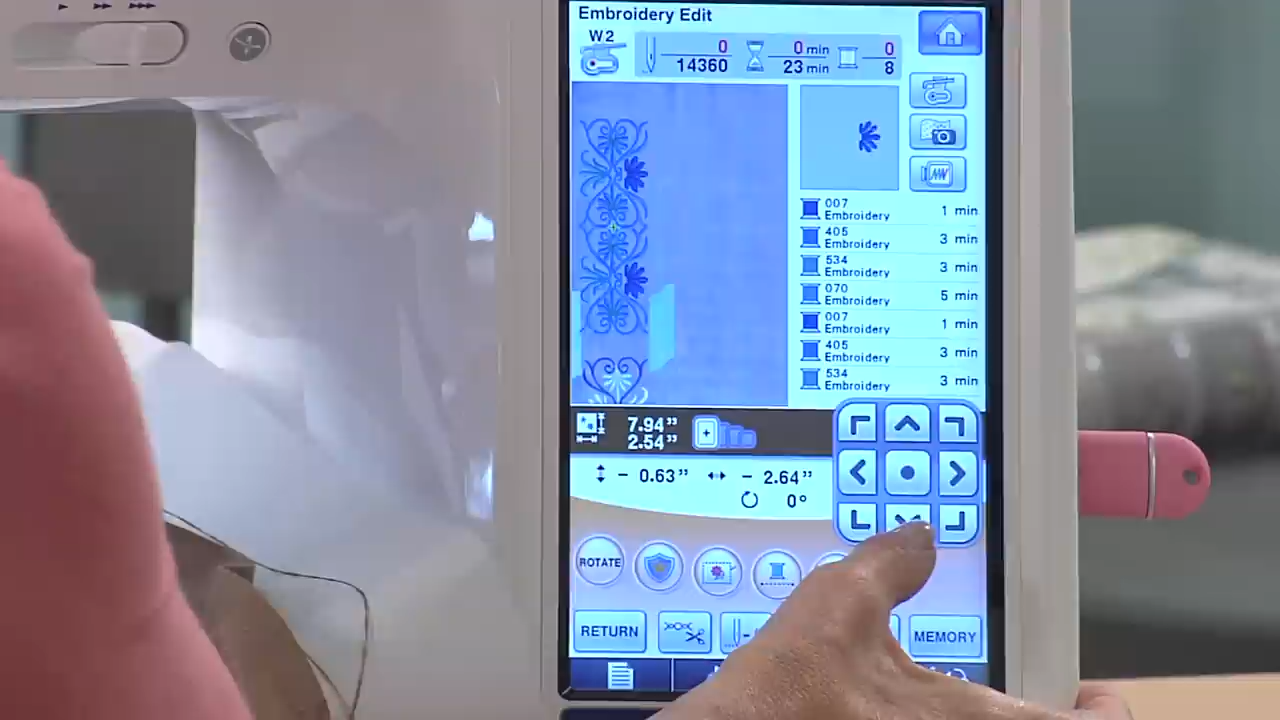 Embroidery Edit
W2
0
14360
0 min
23 min
0
8
007
Embroidery
1 min
405
Embroidery
3 min
534
Embroidery
3 min
070
Embroidery
5 min
007
Embroidery
1 min
405
Embroidery
3 min
534
Embroidery
3 min
7.94"
2.54"
- 0.63" - 2.64"
0°
ROTATE
RETURN
MEMORY